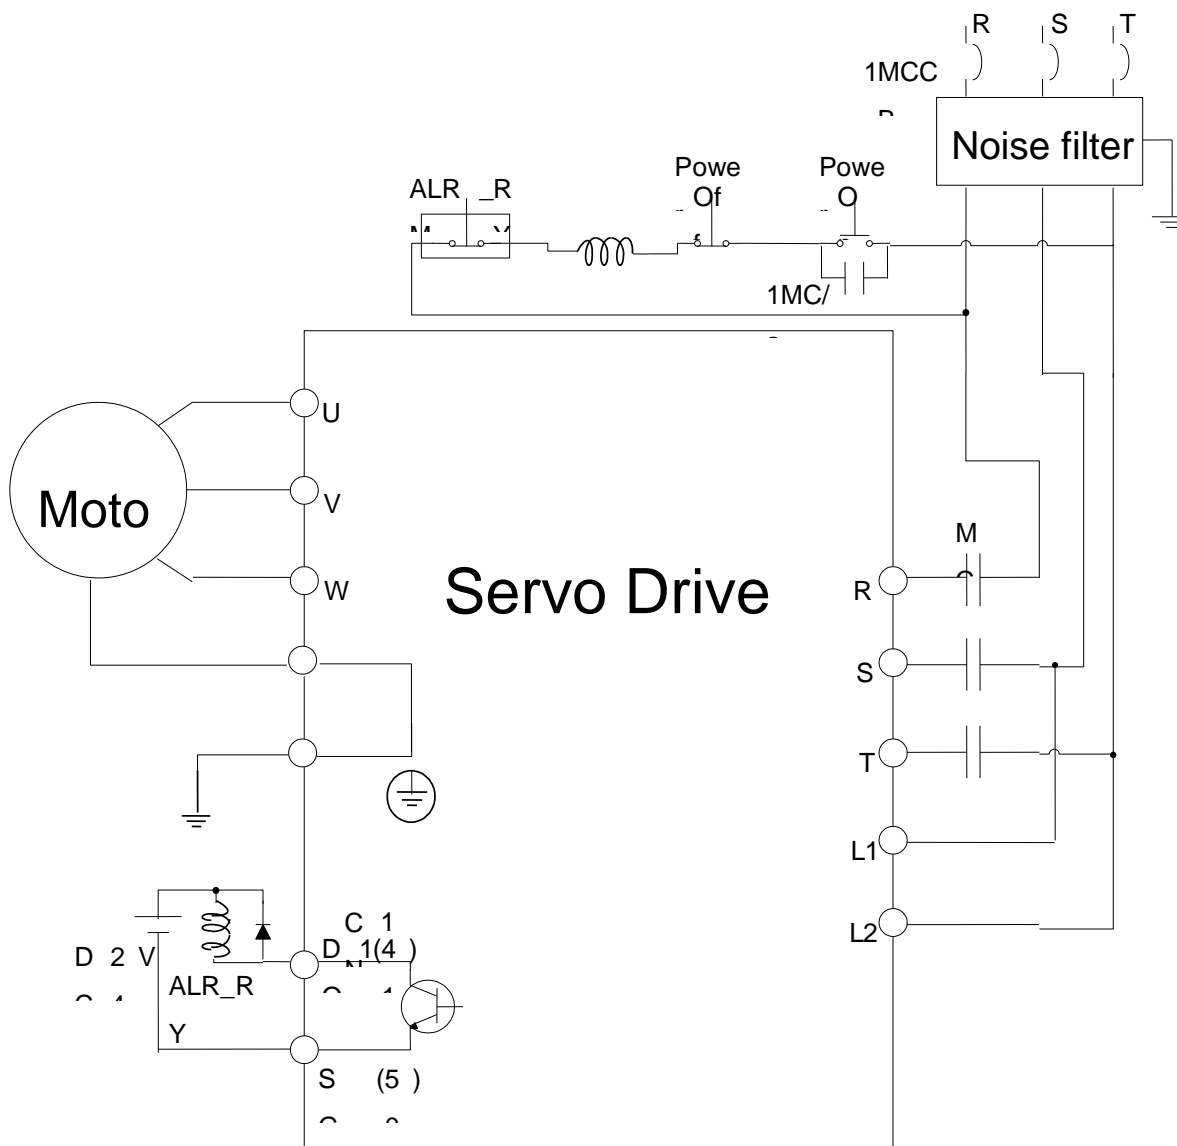 R S T
1MCC
Noise filter
Powe Powe
ALR _R Of O
1MC/
U
Moto V
M
Servo Drive
W R
S
T
L1
C 1
L2
D 1(4 )
D 2 V
ALR_R
Y
S (5 )